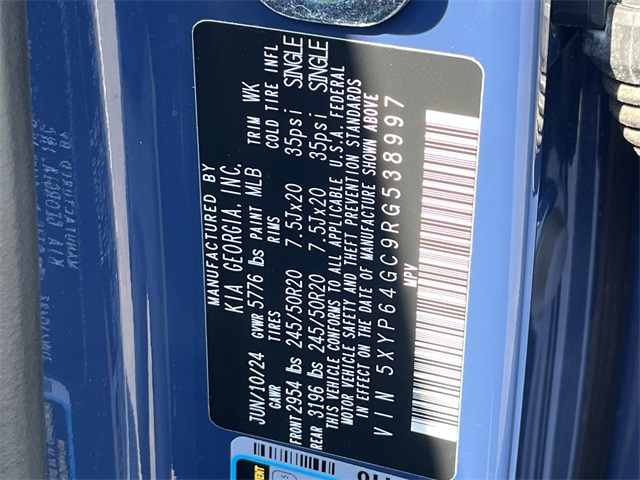 MANUFACTURED BY
KIA GEORGIA, INC.
JUN/10/24 GVWR 5776 lbs PAINT MLB TRIM WK
GAWR TIRES RIMS COLD TIRE INFL
FRONT 2954 lbs 245/50R20 7.5Jx20 35psi SINGLE
REAR 3196 lbs 245/50R20 7.5Jx20 35psi SINGLE
THIS VEHICLE CONFORMS TO ALL APPLICABLE U.S.A. FEDERAL
MOTOR VEHICLE SAFETY AND THEFT PREVENTION STANDARDS
IN EFFECT ON THE DATE OF MANUFACTURE SHOWN ABOVE
VIN 5XYP64GC9RG538997
MPV